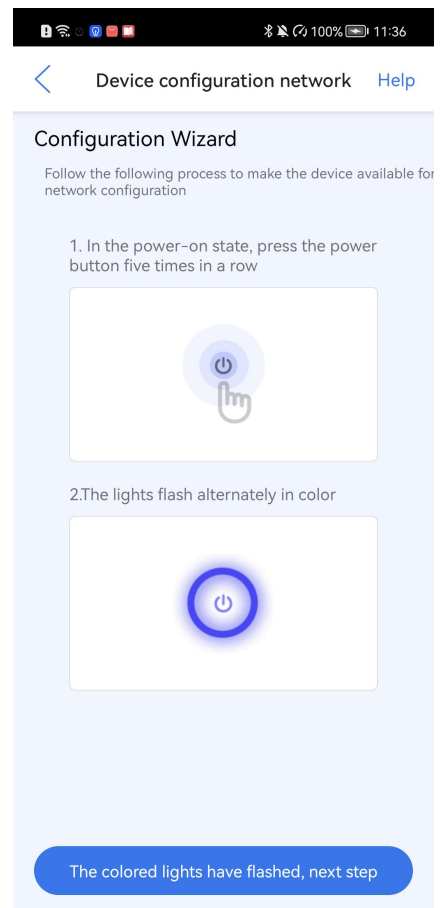 100% 11:36
Device configuration network Help
Configuration Wizard
Follow the following process to make the device available for
network configuration
1. In the power-on state, press the power
button five times in a row
2.The lights flash alternately in color
The colored lights have flashed, next step